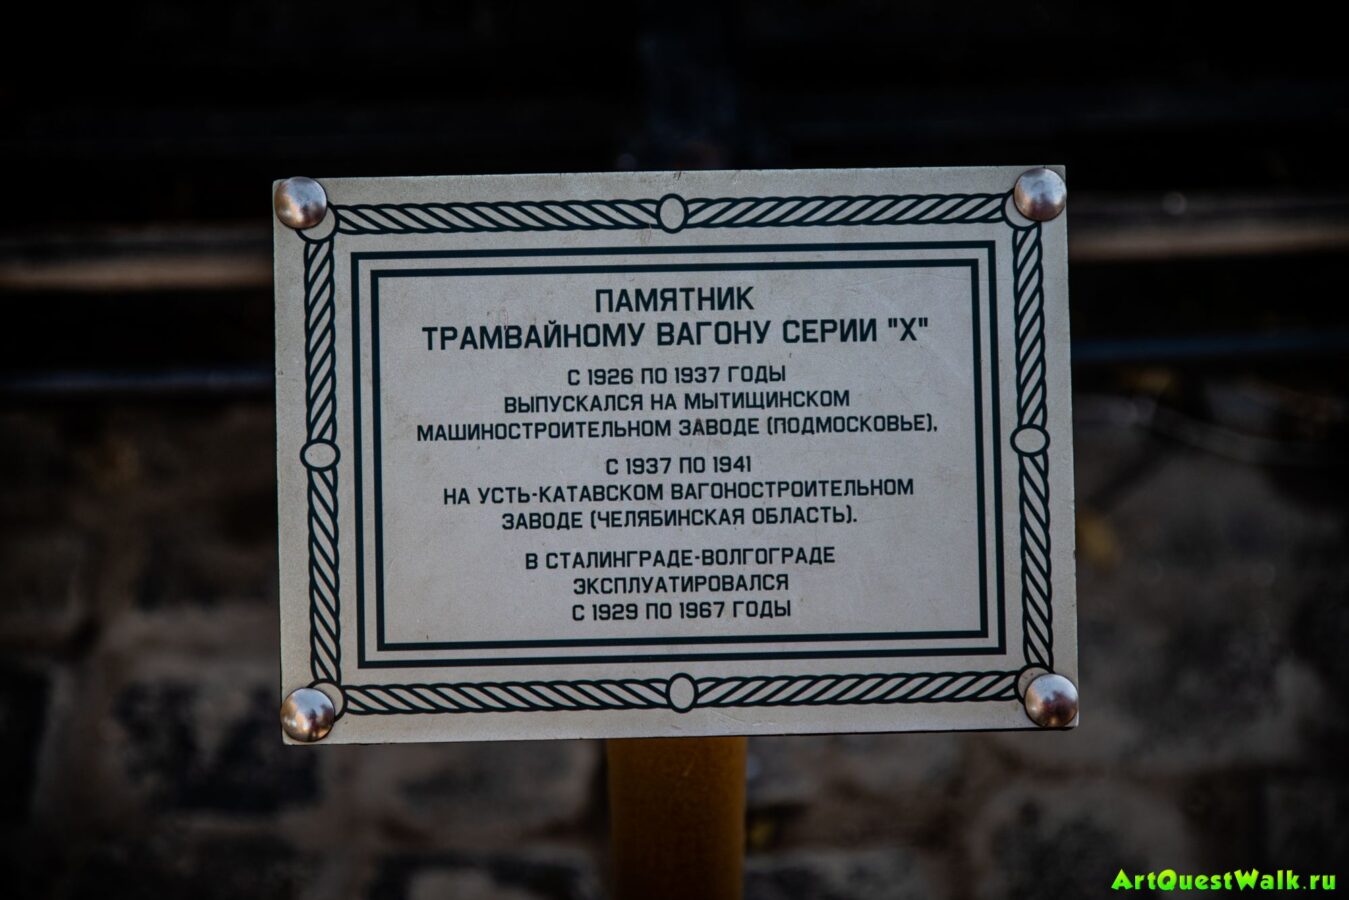 ПАМЯТНИК
ТРАМВАЙНОМУ ВАГОНУ СЕРИИ "Х"
С 1926 ПО 1937 ГОДЫ
ВЫПУСКАЛСЯ НА МЫТИЩИНСКОМ
МАШИНОСТРОИТЕЛЬНОМ ЗАВОДЕ (ПОДМОСКОВЬЕ),
С 1937 ПО 1941
НА УСТЬ-КАТАВСКОМ ВАГОНОСТРОИТЕЛЬНОМ
ЗАВОДЕ (ЧЕЛЯБИНСКАЯ ОБЛАСТЬ).
В СТАЛИНГРАДЕ-ВОЛГОГРАДЕ
ЭКСПЛУАТИРОВАЛСЯ
С 1929 ПО 1967 ГОДЫ
ArtQuestWalk.ru